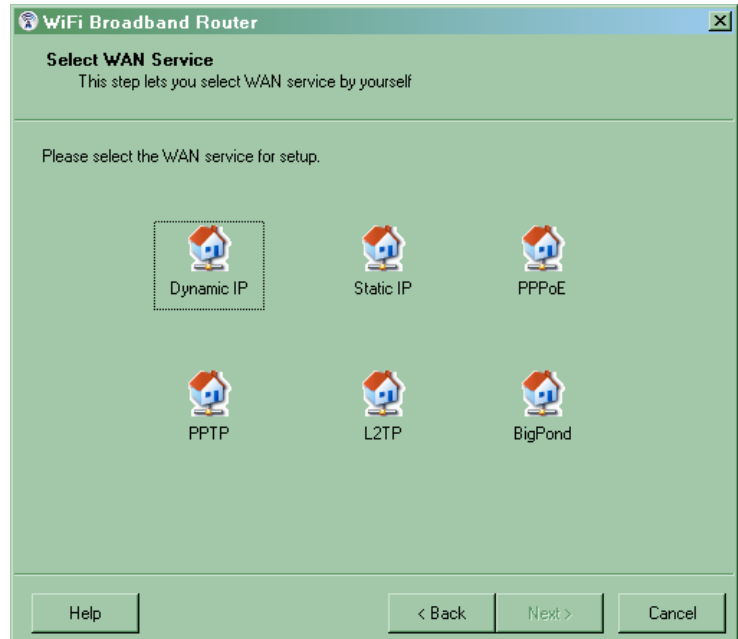 WiFi Broadband Router
Select WAN Service
This step lets you select WAN service by yourself
Please select the WAN service for setup.
Dynamic IP Static IP PPPoE
PPTP L2TP BigPond
Help < Back Next > Cancel